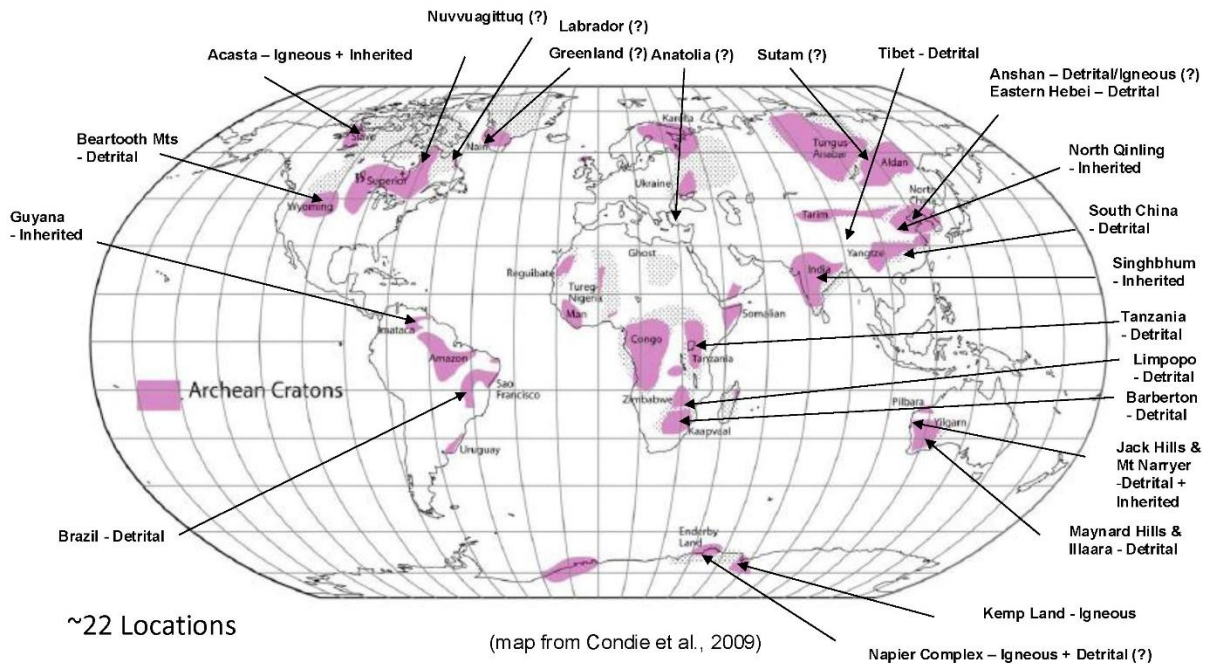 Nuvvuagittuq (?)
Labrador (?)
Acasta – Igneous + Inherited
Greenland (?)
Anatolia (?)
Sutam (?)
Tibet - Detrital
Anshan – Detrital/Igneous (?)
Eastern Hebei – Detrital
Beartooth Mts
- Detrital
North Qinling
- Inherited
Guyana
- Inherited
South China
- Detrital
Singhbhum
- Inherited
Tanzania
- Detrital
Limpopo
- Detrital
Barberton
- Detrital
Jack Hills &
Mt Narryer
-Detrital +
Inherited
Maynard Hills &
Illaara - Detrital
Brazil - Detrital
Kemp Land - Igneous
Napier Complex – Igneous + Detrital (?)
Slave
Nain
Superior
Wyoming
Karelia
Ukraine
Tungus-
Anabar
Aldan
North
China
Tarim
Yangtze
India
Reguibate
Ghost
Tureg-
Nigeria
Man
Somalian
Congo
Tanzania
Imataca
Amazon
Sao
Francisco
Zimbabwe
Kaapvaal
Pilbara
Yilgarn
Uruguay
Enderby
Land
Archean Cratons
~22 Locations
(map from Condie et al., 2009)